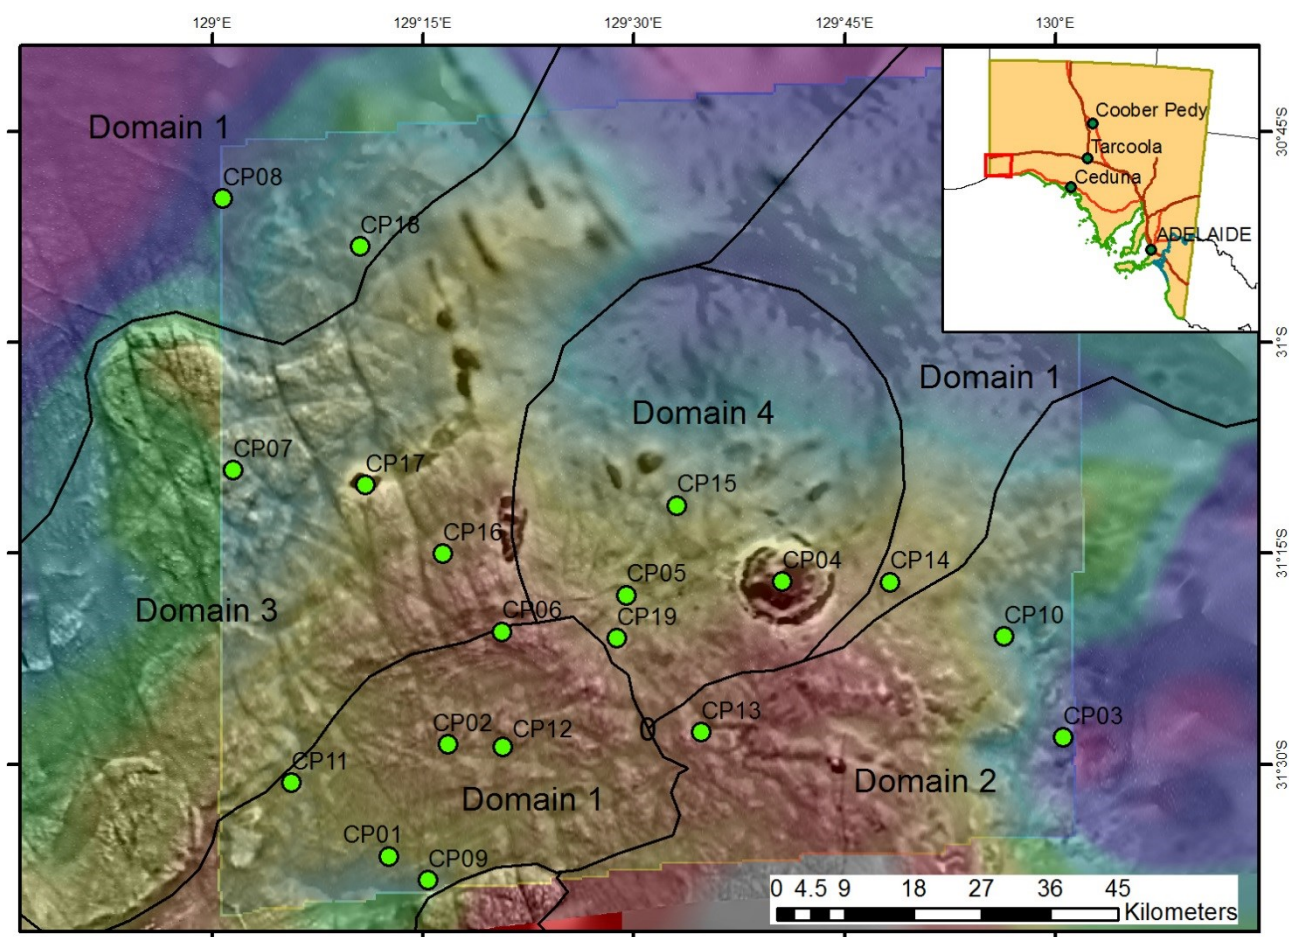 129°E
129°15'E
129°30'E
129°45'E
130°E
Domain 1
Coober Pedy
30°45'S
Tarcoola
CP08
Ceduna
CP18
ADELAIDE
31°S
Domain 1
Domain 4
CP07
CP17
CP15
CP16
31°15'S
CP04
CP14
CP05
Domain 3
CP06
CP19
CP10
CP02
CP12
CP13
CP03
CP11
31°30'S
Domain 2
Domain 1
CP01
CP09
0 4.5 9 18 27 36 45
Kilometers